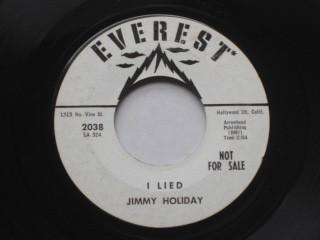 EVEREST
1313 No. Vine St.
Hollywood 28, Calif.
2038
LA 324
Arrowhead
Publishing
(BMI)
Time: 2:04
NOT
FOR SALE
I LIED
JIMMY HOLIDAY